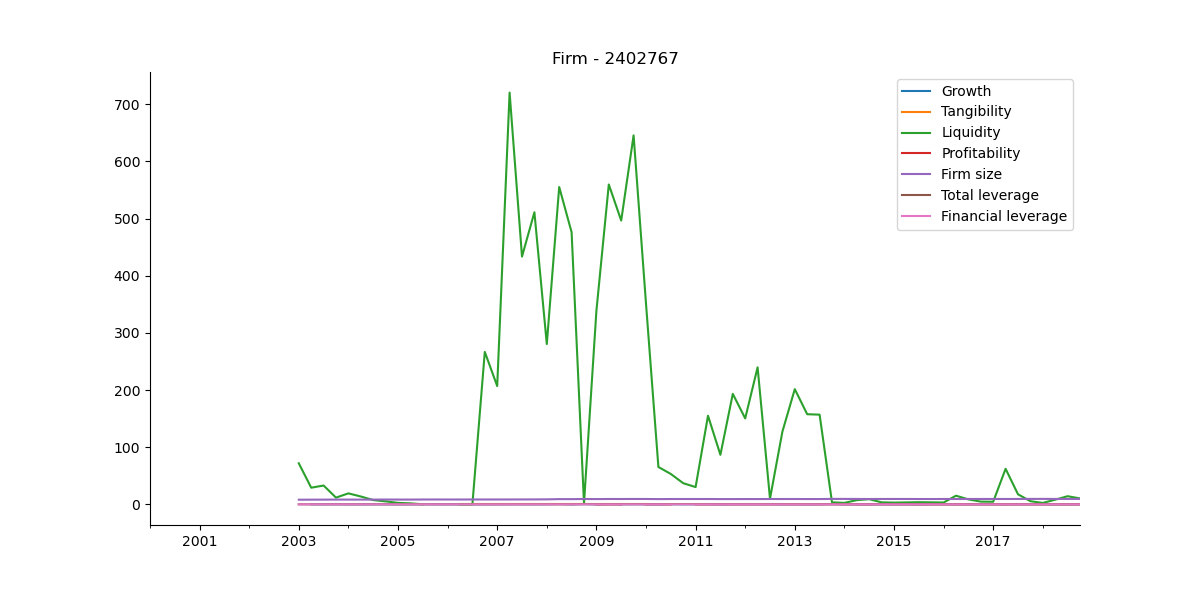 Firm - 2402767
Growth
Tangibility
Liquidity
Profitability
Firm size
Total leverage
Financial leverage
700
600
500
400
300
200
100
0
2001 2003 2005 2007 2009 2011 2013 2015 2017